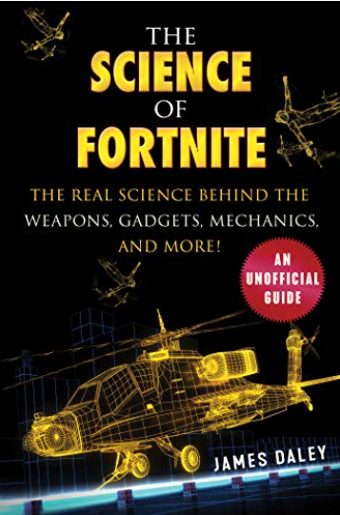 THE
SCIENCE
OF
FORTNITE
THE REAL SCIENCE BEHIND THE
WEAPONS, GADGETS, MECHANICS,
AND MORE!
AN
UNOFFICIAL
GUIDE
JAMES DALEY